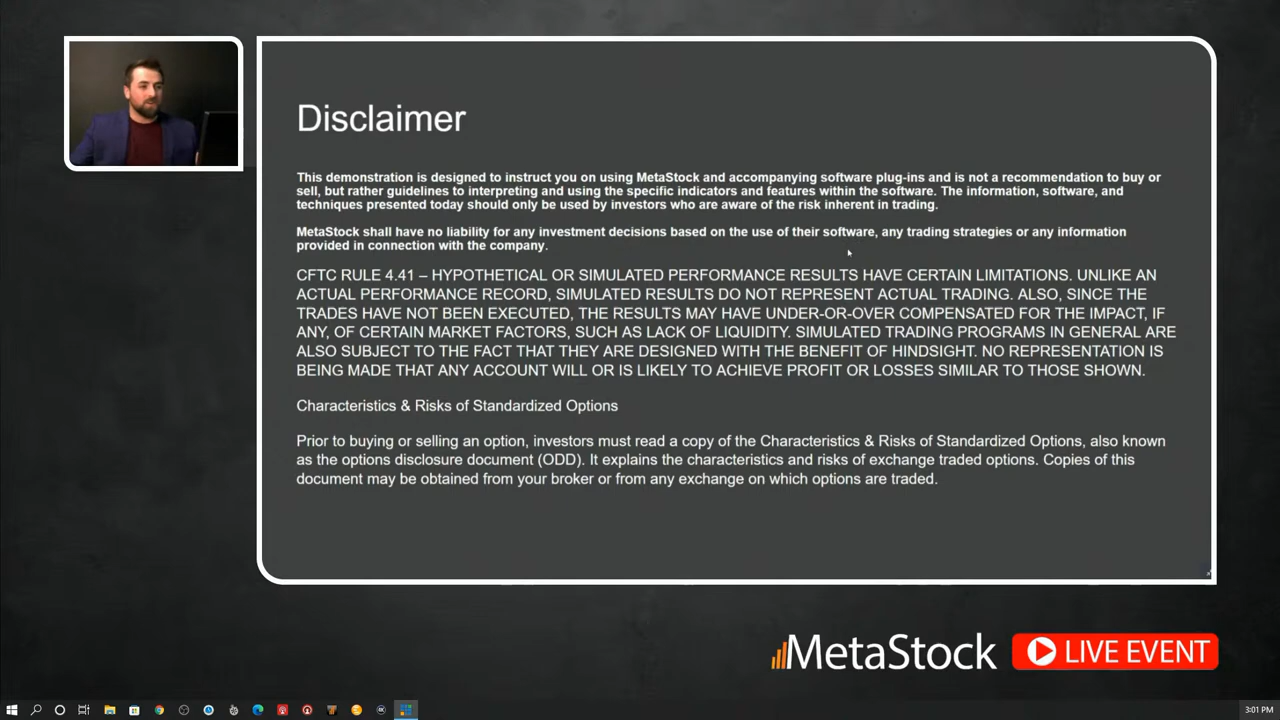 Disclaimer
This demonstration is designed to instruct you on using MetaStock and accompanying software plug-ins and is not a recommendation to buy or
sell, but rather guidelines to interpreting and using the specific indicators and features within the software. The information, software, and
techniques presented today should only be used by investors who are aware of the risk inherent in trading.
MetaStock shall have no liability for any investment decisions based on the use of their software, any trading strategies or any information
provided in connection with the company.
CFTC RULE 4.41 – HYPOTHETICAL OR SIMULATED PERFORMANCE RESULTS HAVE CERTAIN LIMITATIONS. UNLIKE AN
ACTUAL PERFORMANCE RECORD, SIMULATED RESULTS DO NOT REPRESENT ACTUAL TRADING. ALSO, SINCE THE
TRADES HAVE NOT BEEN EXECUTED, THE RESULTS MAY HAVE UNDER-OR-OVER COMPENSATED FOR THE IMPACT, IF
ANY, OF CERTAIN MARKET FACTORS, SUCH AS LACK OF LIQUIDITY. SIMULATED TRADING PROGRAMS IN GENERAL ARE
ALSO SUBJECT TO THE FACT THAT THEY ARE DESIGNED WITH THE BENEFIT OF HINDSIGHT. NO REPRESENTATION IS
BEING MADE THAT ANY ACCOUNT WILL OR IS LIKELY TO ACHIEVE PROFIT OR LOSSES SIMILAR TO THOSE SHOWN.
Characteristics & Risks of Standardized Options
Prior to buying or selling an option, investors must read a copy of the Characteristics & Risks of Standardized Options, also known
as the options disclosure document (ODD). It explains the characteristics and risks of exchange traded options. Copies of this
document may be obtained from your broker or from any exchange on which options are traded.
MetaStock LIVE EVENT
3:01 PM